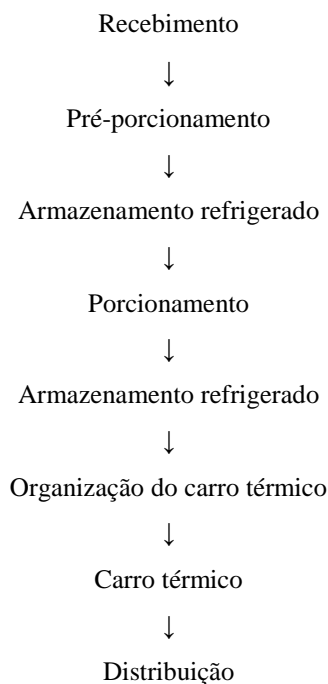 Recebimento
↓
Pré-porcionamento
↓
Armazenamento refrigerado
↓
Porcionamento
↓
Armazenamento refrigerado
↓
Organização do carro térmico
↓
Carro térmico
↓
Distribuição